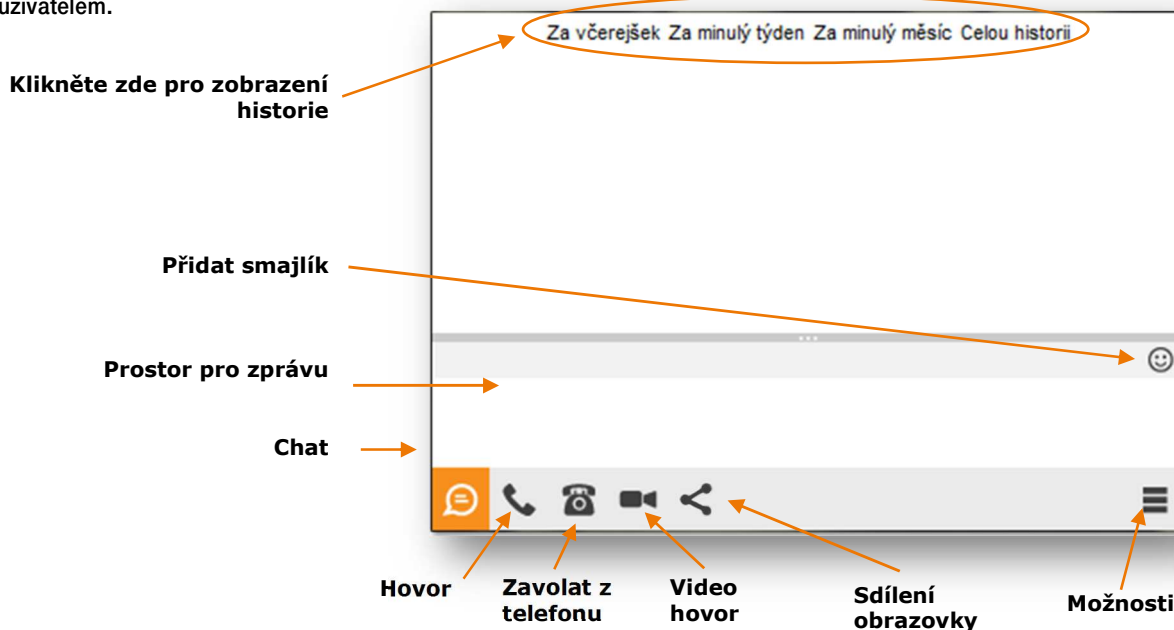 uživatelem.
Za včerejšek Za minulý týden Za minulý měsíc Celou historii
Klikněte zde pro zobrazení
historie
Přidat smajlík
Prostor pro zprávu
Chat
Hovor
Zavolat z
telefonu
Video
hovor
Sdílení
obrazovky
Možnosti